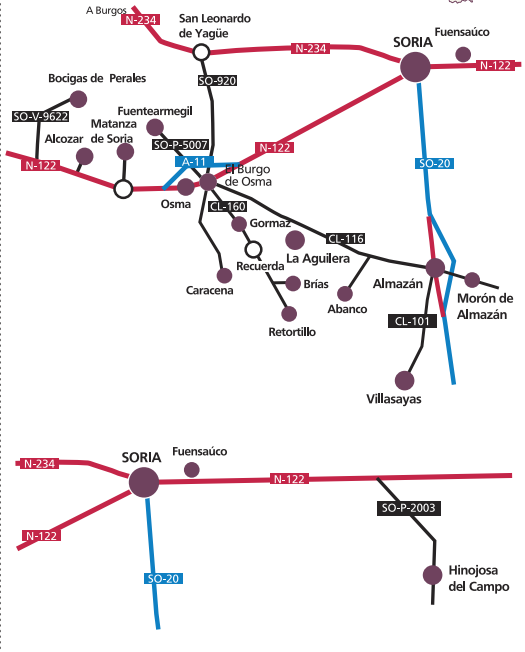 A Burgos
N-234
San Leonardo
de Yagüe
N-234
SORIA
Fuensaúco
N-122
SO-920
Bocigas de Perales
SO-V-9622
Fuentearmegil
Alcozar
Matanza
de Soria
SO-P-5007
N-122
A-11
N-122
SO-20
El Burgo
de Osma
Osma
CL-160
Gormaz
CL-116
La Aguilera
Recuerda
Caracena
Brías
Abanco
Almazán
Morón de
Almazán
Retortillo
CL-101
Villasayas
SORIA
Fuensaúco
N-234
N-122
SO-P-2003
N-122
SO-20
Hinojosa
del Campo